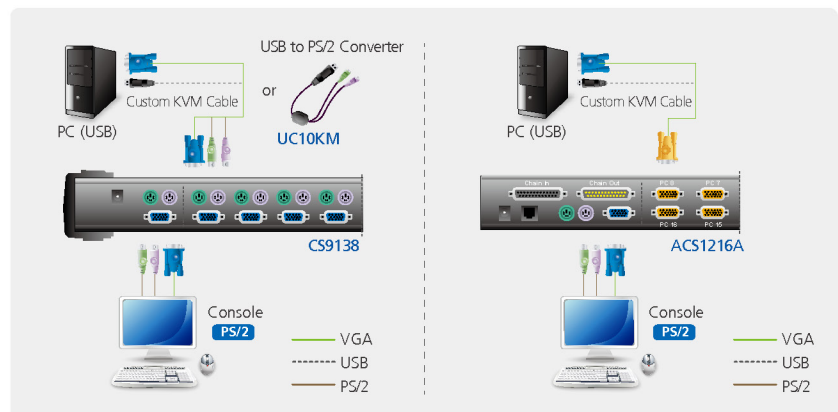 USB to PS/2 Converter
or
Custom KVM Cable
UC10KM
PC (USB)
CS9138
Console
PS/2
VGA
USB
PS/2
Custom KVM Cable
PC (USB)
Chain In
Chain Out
PC 8
PC 7
PC 16
PC 15
ACS1216A
Console
PS/2
VGA
USB
PS/2